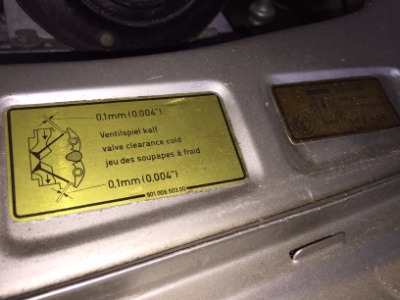 0.1mm (0.004")
Ventilspiel kalt
valve clearance cold
jeu des soupapes à froid
0.1mm (0.004")